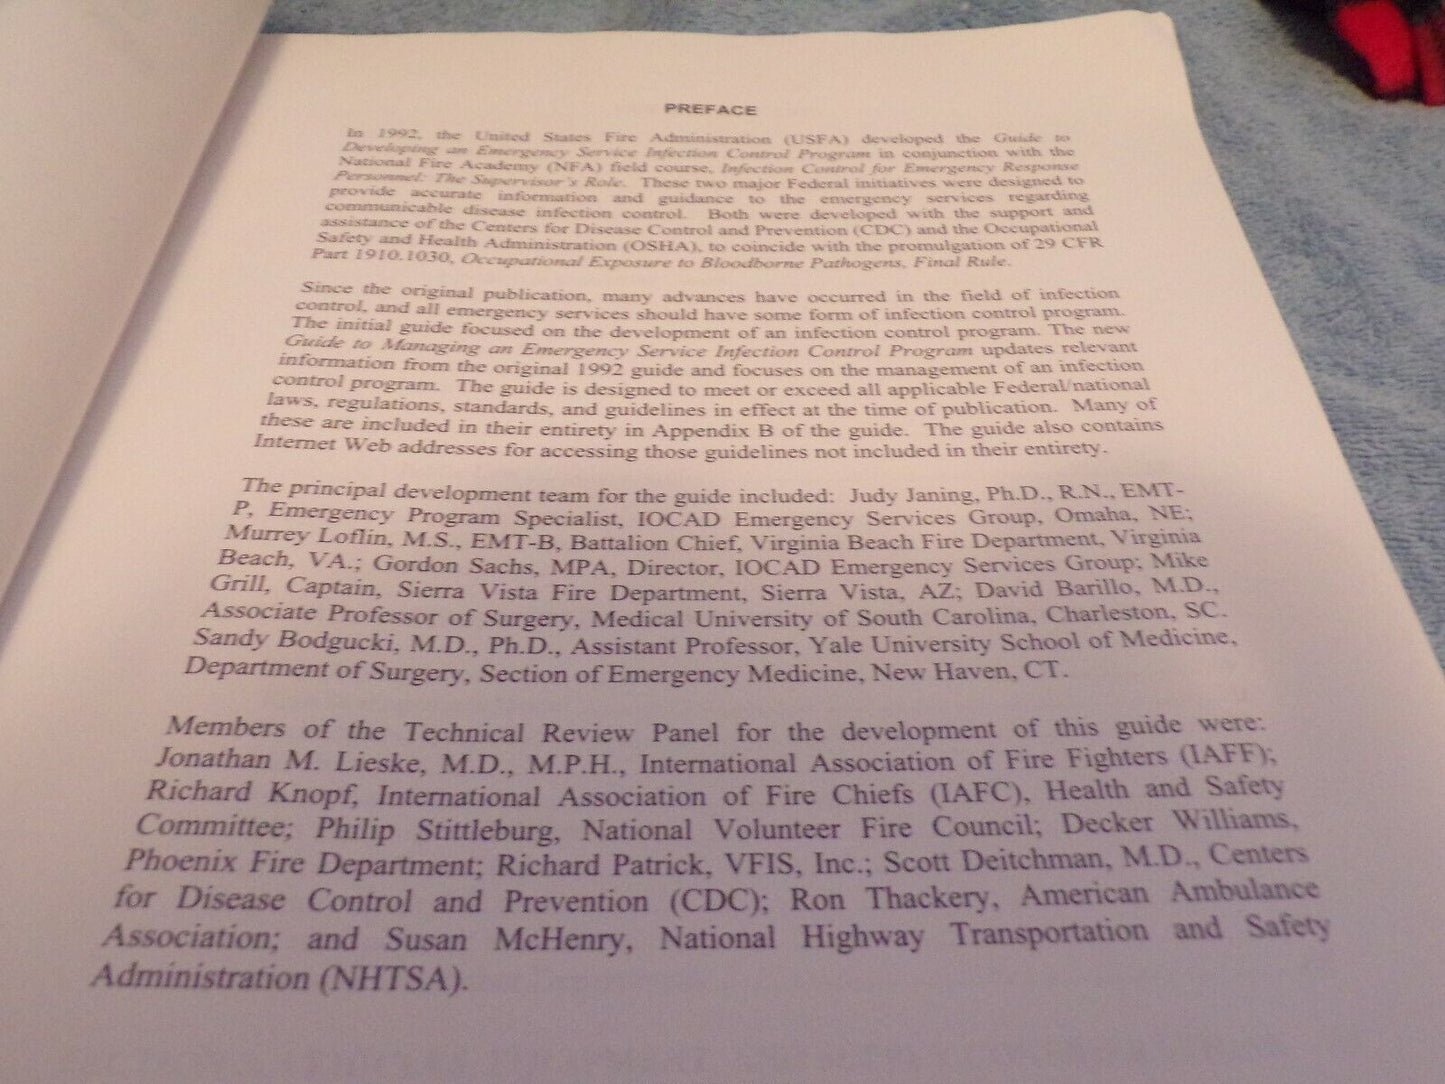 PREFACE
In 1992, the United States Fire Administration (USFA) developed the Guide to
Developing an Emergency Service Infection Control Program in conjunction with the
National Fire Academy (NFA) field course, Infection Control for Emergency Response
Personnel: The Supervisor's Role. These two major Federal initiatives were designed to
provide accurate information and guidance to the emergency services regarding
communicable disease infection control. Both were developed with the support and
assistance of the Centers for Disease Control and Prevention (CDC) and the Occupational
Safety and Health Administration (OSHA), to coincide with the promulgation of 29 CFR
Part 1910.1030, Occupational Exposure to Bloodborne Pathogens, Final Rule.
Since the original publication, many advances have occurred in the field of infection
control, and all emergency services should have some form of infection control program.
The initial guide focused on the development of an infection control program. The new
Guide to Managing an Emergency Service Infection Control Program updates relevant
information from the original 1992 guide and focuses on the management of an infection
control program. The guide is designed to meet or exceed all applicable Federal/national
laws, regulations, standards, and guidelines in effect at the time of publication. Many of
these are included in their entirety in Appendix B of the guide. The guide also contains
Internet Web addresses for accessing those guidelines not included in their entirety.
The principal development team for the guide included: Judy Janing, Ph.D., R.N., EMT-
P, Emergency Program Specialist, IOCAD Emergency Services Group, Omaha, NE;
Murrey Loflin, M.S., EMT-B, Battalion Chief, Virginia Beach Fire Department, Virginia
Beach, VA.; Gordon Sachs, MPA, Director, IOCAD Emergency Services Group; Mike
Grill, Captain, Sierra Vista Fire Department, Sierra Vista, AZ; David Barillo, M.D.,
Associate Professor of Surgery, Medical University of South Carolina, Charleston, SC.
Sandy Bodgucki, M.D., Ph.D., Assistant Professor, Yale University School of Medicine,
Department of Surgery, Section of Emergency Medicine, New Haven, CT.
Members of the Technical Review Panel for the development of this guide were:
Jonathan M. Lieske, M.D., M.P.H., International Association of Fire Fighters (IAFF);
Richard Knopf, International Association of Fire Chiefs (IAFC), Health and Safety
Committee; Philip Stittleburg, National Volunteer Fire Council; Decker Williams,
Phoenix Fire Department; Richard Patrick, VFIS, Inc.; Scott Deitchman, M.D., Centers
for Disease Control and Prevention (CDC); Ron Thackery, American Ambulance
Association; and Susan McHenry, National Highway Transportation and Safety
Administration (NHTSA).